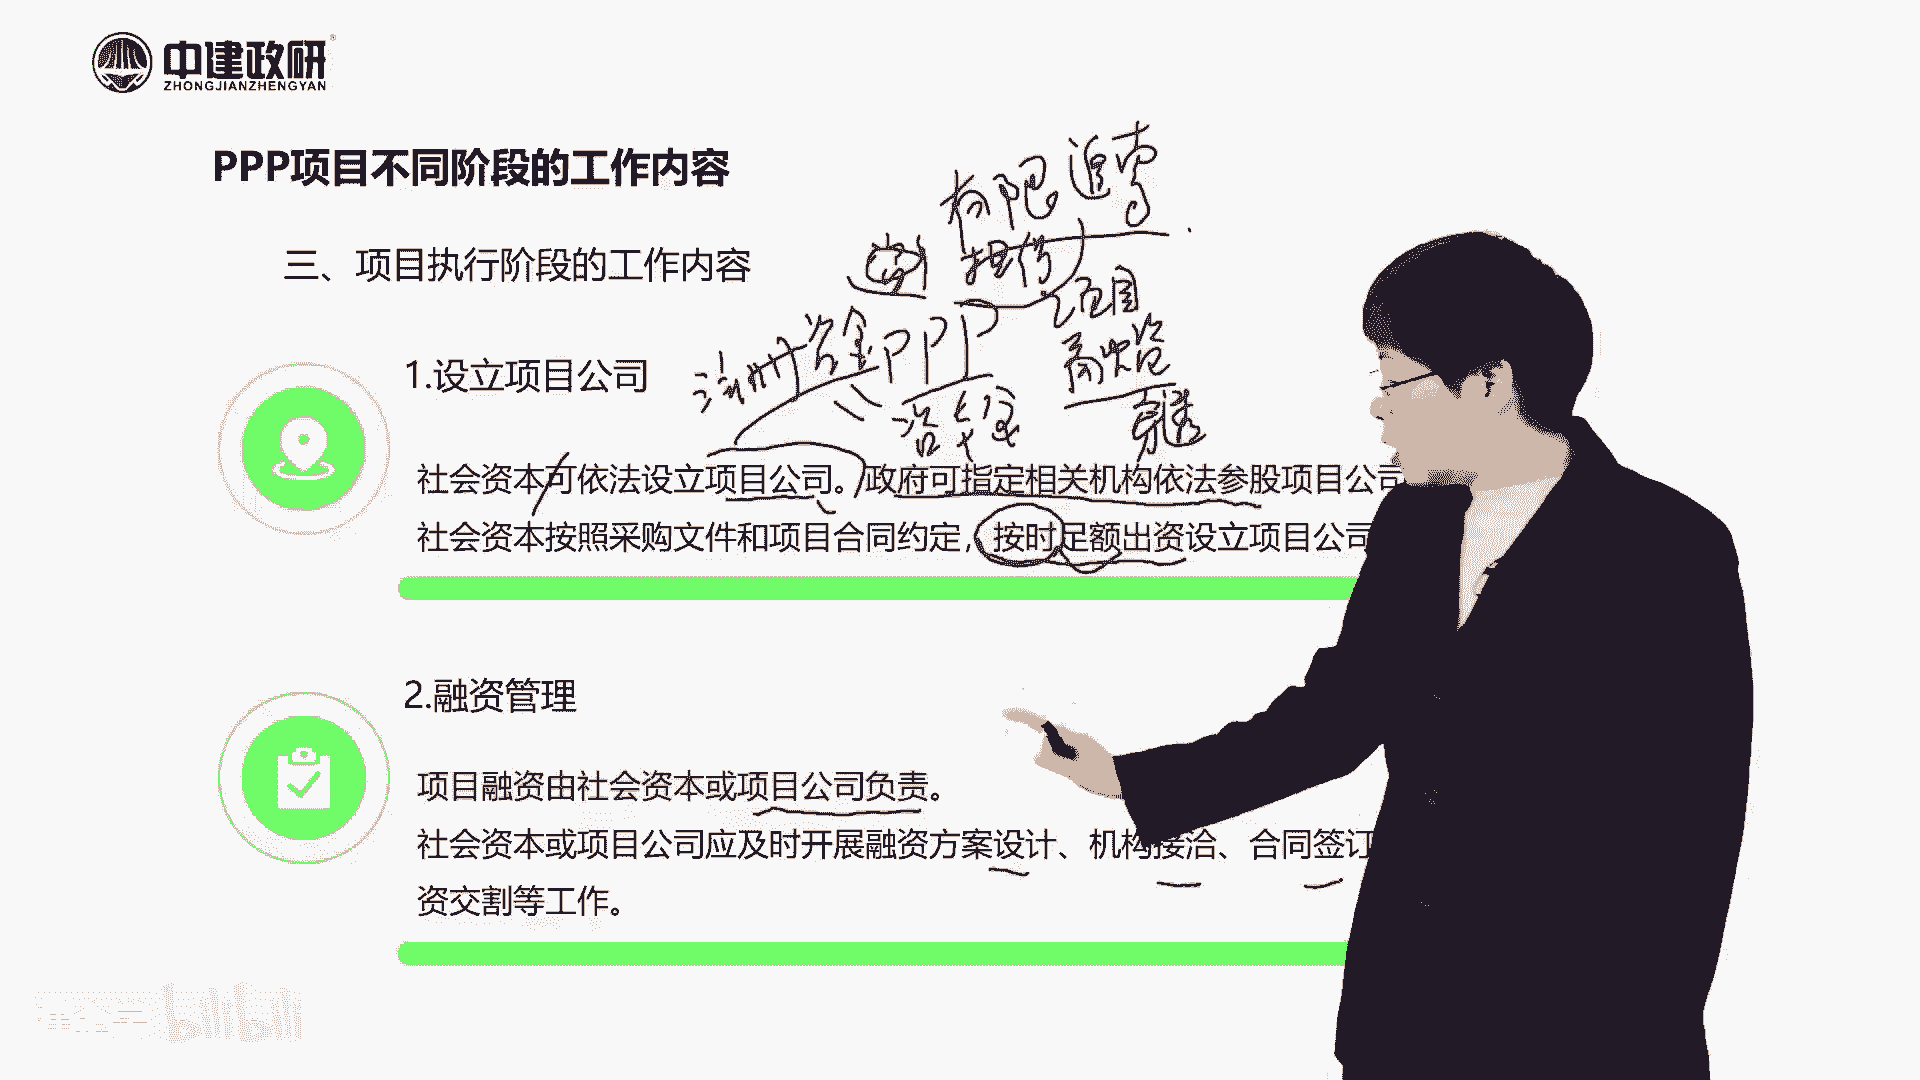 中建政研
ZHONGJIANZHENGYAN
PPP项目不同阶段的工作内容
有限追索
三、项目执行阶段的工作内容
担保
项目
注册资金 PPP
融资
1.设立项目公司
社会资本可依法设立项目公司。政府可指定相关机构依法参股项目公司
社会资本按照采购文件和项目合同约定,按时足额出资设立项目公司
2.融资管理
项目融资由社会资本或项目公司负责。
社会资本或项目公司应及时开展融资方案设计、机构接洽、合同签订
资交割等工作。
bilibili